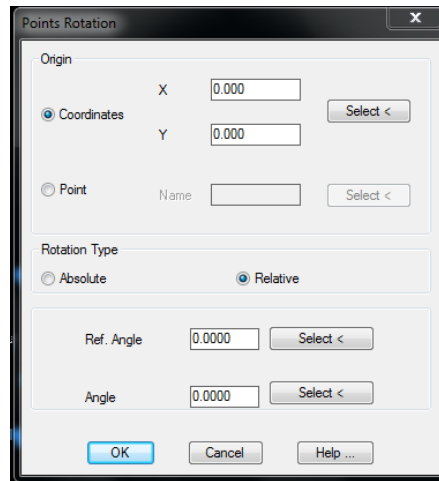 Points Rotation x
Origin
X 0.000
Coordinates Select <
Y 0.000
Point Name Select <
Rotation Type
Absolute Relative
Ref. Angle 0.0000 Select <
Angle 0.0000 Select <
OK Cancel Help ...